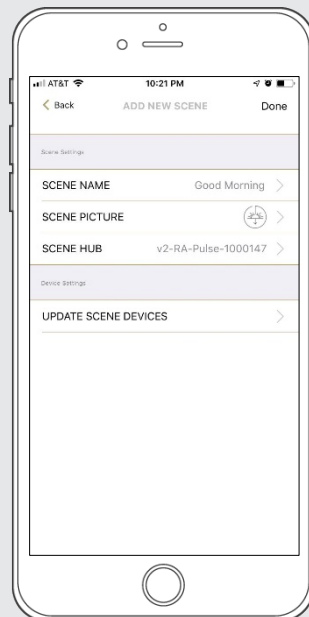 AT&T 10:21 PM
Back ADD NEW SCENE Done
Scene Settings
SCENE NAME Good Morning
SCENE PICTURE
SCENE HUB v2-RA-Pulse-1000147
Device Settings
UPDATE SCENE DEVICES